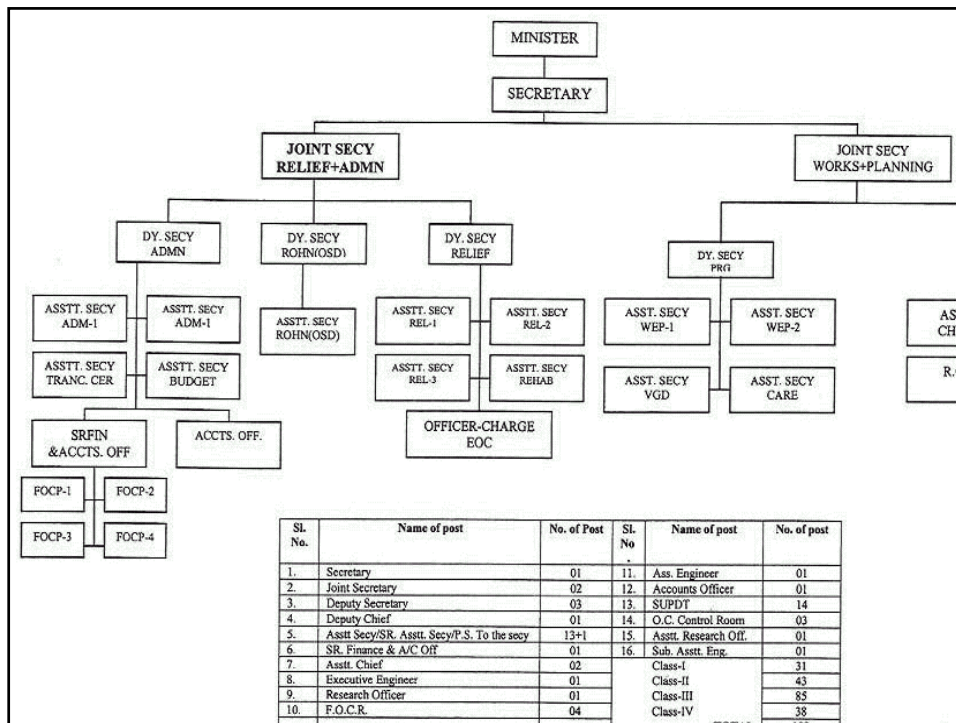 MINISTER
SECRETARY
JOINT SECY
RELIEF+ADMN
JOINT SECY
WORKS+PLANNING
DY. SECY
ADMN
DY. SECY
ROHN(OSD)
DY. SECY
RELIEF
DY. SECY
PRG
ASSTT. SECY
ADM-1
ASSTT. SECY
ADM-1
ASSTT. SECY
ROHN(OSD)
ASSTT. SECY
REL-1
ASSTT. SECY
REL-2
ASST. SECY
WEP-1
ASST. SECY
WEP-2
AS
CH
ASSTT. SECY
TRANC. CER
ASSTT. SECY
BUDGET
ASSTT. SECY
REL-3
ASSTT. SECY
REHAB
ASST. SECY
VGD
ASST. SECY
CARE
SRFIN
&ACCTS. OFF
ACCTS. OFF.
OFFICER-CHARGE
EOC
FOCP-1
FOCP-2
FOCP-3
FOCP-4
Sl. No. Name of post No. of Post Sl. No. Name of post No. of post
1. Secretary 01 11. Ass. Engineer 01
2. Joint Secretary 02 12. Accounts Officer 01
3. Deputy Secretary 03 13. SUPDT 14
4. Deputy Chief 01 14. O.C. Control Room 03
5. Asstt Secy/SR. Asstt. Secy/P.S. To the secy 13+1 15. Asstt. Research Off. 01
6. SR. Finance & A/C Off 01 16. Sub. Asstt. Eng. 01
7. Asstt. Chief 02 Class-I 31
8. Executive Engineer 01 Class-II 43
9. Research Officer 01 Class-III 85
10. F.O.C.R. 04 Class-IV 38